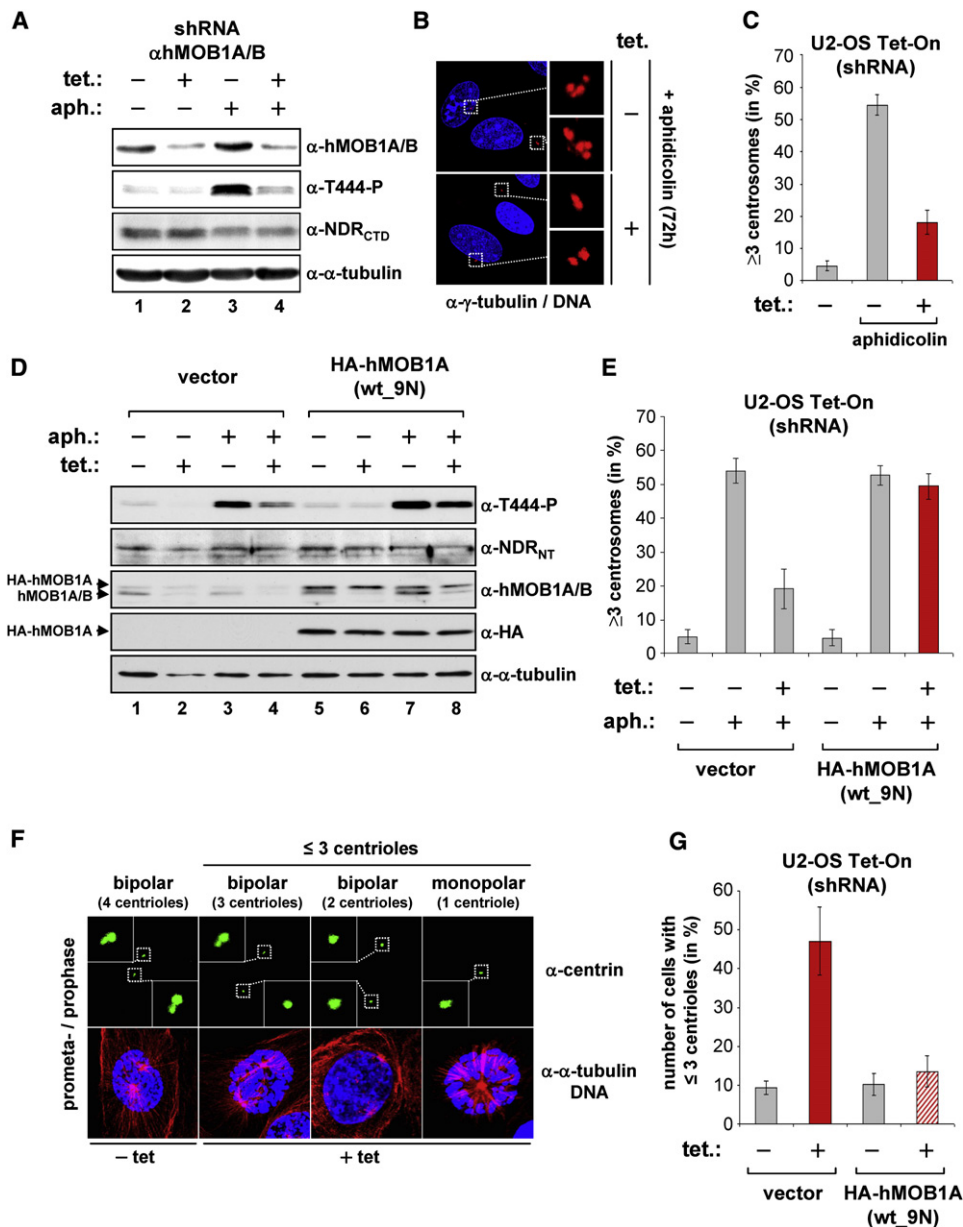 A
shRNA
αhMOB1A/B
tet.: − + − +
aph.: − − + +
α-hMOB1A/B
α-T444-P
α-NDRCTD
α-α-tubulin
1 2 3 4
B
tet.
−
+
+ aphidicolin (72h)
α-γ-tubulin / DNA
C
U2-OS Tet-On
(shRNA)
≥3 centrosomes (in %)
70
60
50
40
30
20
10
0
tet.: − − +
aphidicolin
D
vector
HA-hMOB1A
(wt_9N)
aph.: − − + + − − + +
tet.: − + − + − + − +
α-T444-P
α-NDRNT
HA-hMOB1A
hMOB1A/B
α-hMOB1A/B
HA-hMOB1A
α-HA
α-α-tubulin
1 2 3 4 5 6 7 8
E
U2-OS Tet-On
(shRNA)
≥3 centrosomes (in %)
70
60
50
40
30
20
10
0
tet.: − − + − − +
aph.: − + + − + +
vector
HA-hMOB1A
(wt_9N)
F
≤ 3 centrioles
bipolar
(4 centrioles)
bipolar
(3 centrioles)
bipolar
(2 centrioles)
monopolar
(1 centriole)
prometa- / prophase
α-centrin
α-α-tubulin
DNA
− tet
+ tet
G
U2-OS Tet-On
(shRNA)
number of cells with
≤ 3 centrioles (in %)
60
50
40
30
20
10
0
tet.: − + − +
vector
HA-hMOB1A
(wt_9N)